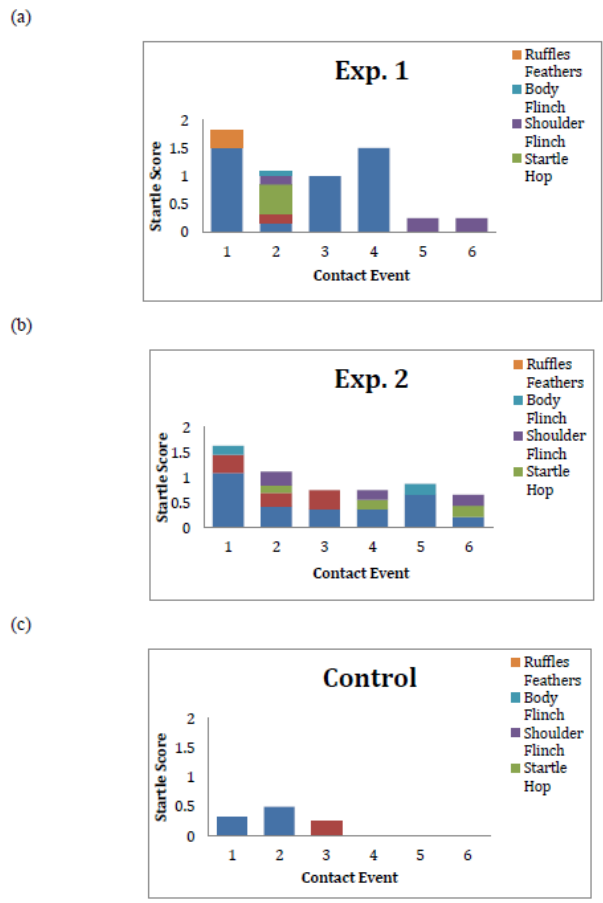 (a)
Exp. 1
Ruffles
Feathers
Body
Flinch
Shoulder
Flinch
Startle
Hop
Startle Score
2
1.5
1
0.5
0
1 2 3 4 5 6
Contact Event
(b)
Exp. 2
Ruffles
Feathers
Body
Flinch
Shoulder
Flinch
Startle
Hop
Startle Score
2
1.5
1
0.5
0
1 2 3 4 5 6
Contact Event
(c)
Control
Ruffles
Feathers
Body
Flinch
Shoulder
Flinch
Startle
Hop
Startle Score
2
1.5
1
0.5
0
1 2 3 4 5 6
Contact Event